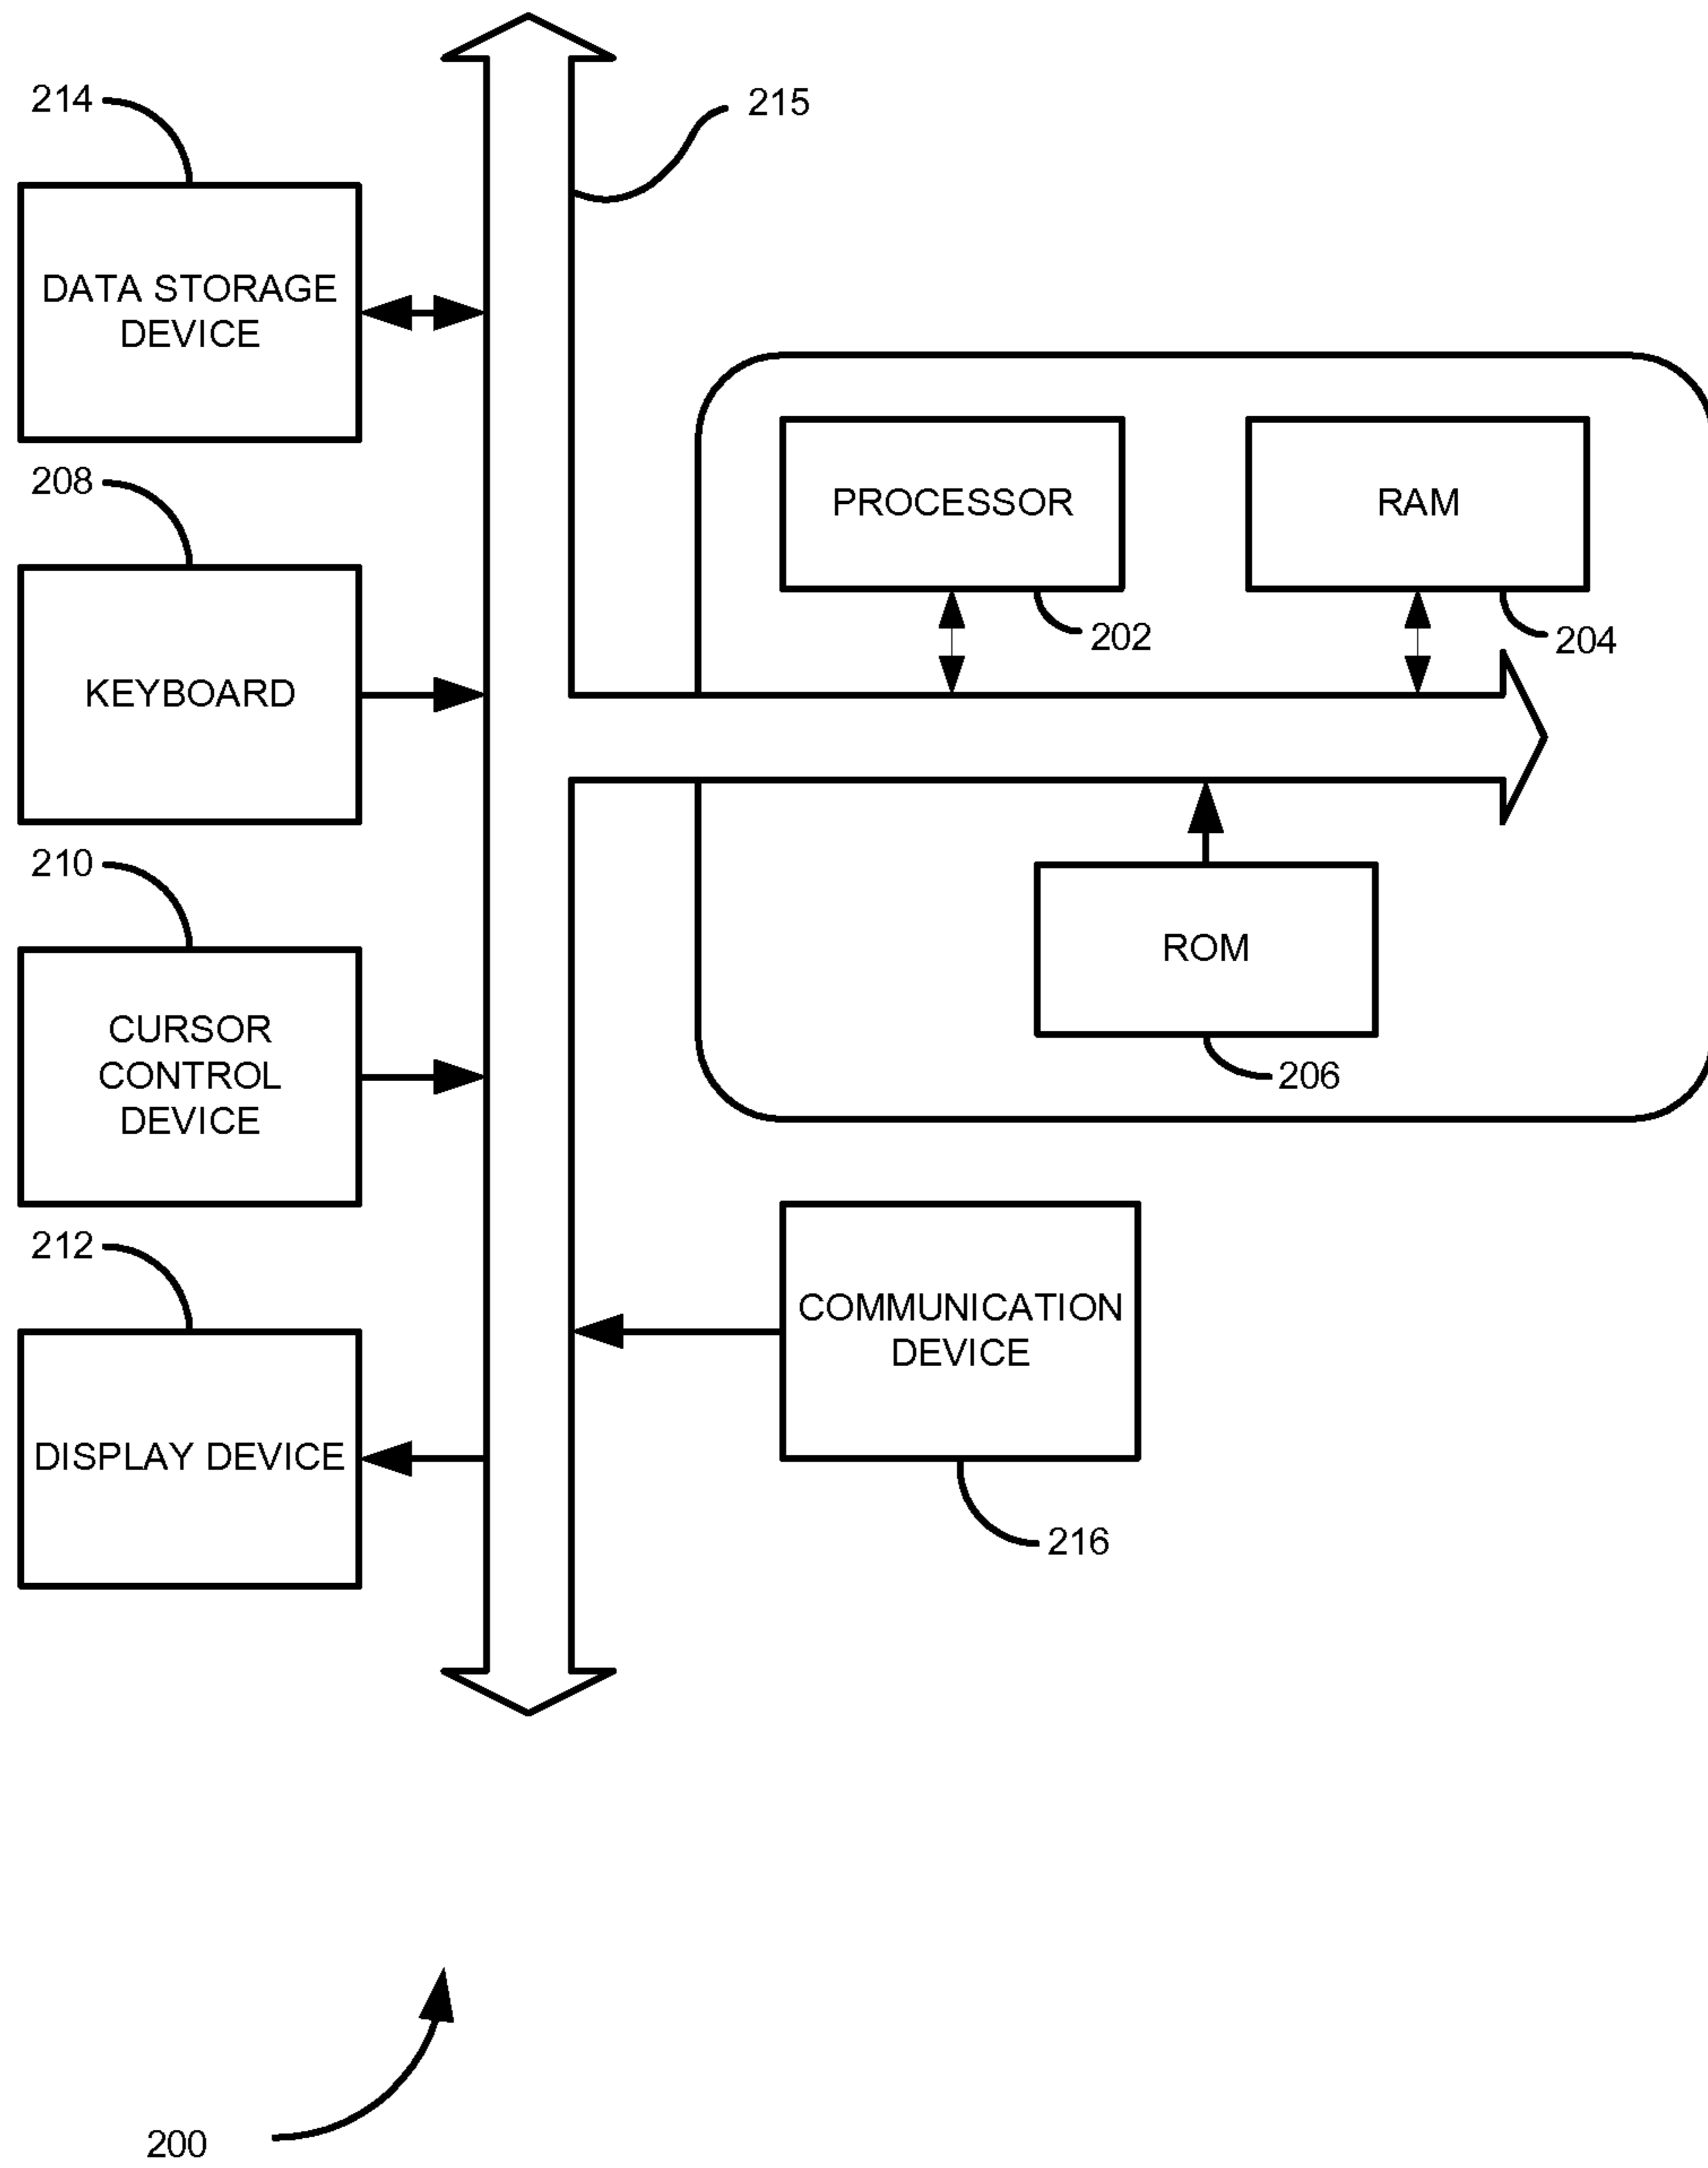 214
215
DATA STORAGE
DEVICE
208
PROCESSOR
RAM
202
204
KEYBOARD
210
ROM
CURSOR
CONTROL
DEVICE
206
212
COMMUNICATION
DEVICE
DISPLAY DEVICE
216
200